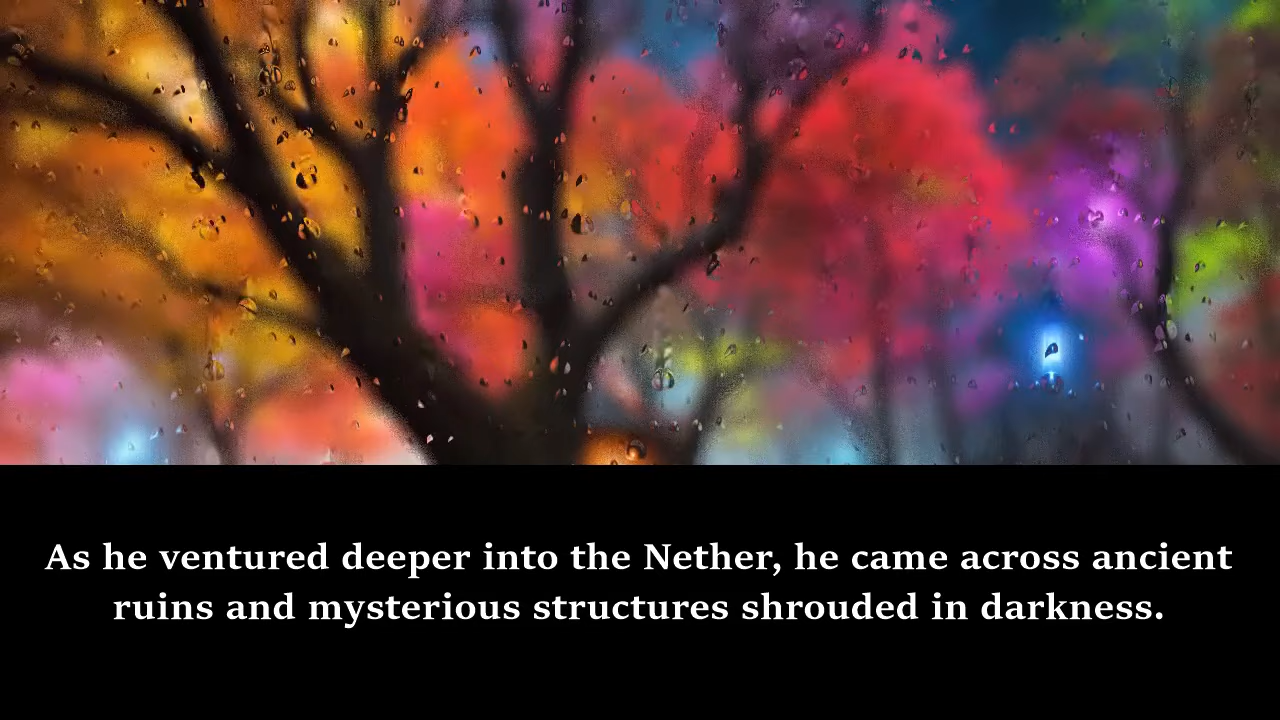 As he ventured deeper into the Nether, he came across ancient
ruins and mysterious structures shrouded in darkness.